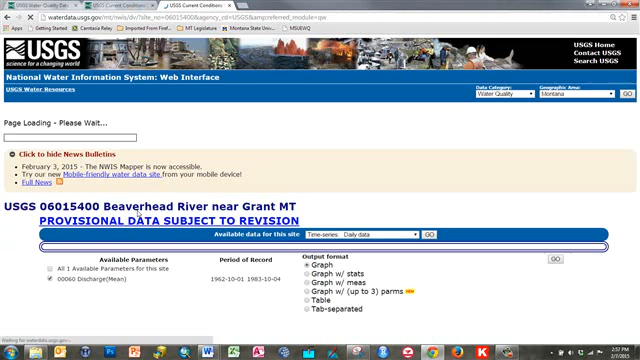 USGS Water-Quality Dat
USGS Current Conditions
USGS Current Condition
waterdata.usgs.gov/mt/nwis/dv/?site_no=06015400&agency_cd=USGS&amp;referred_module=qw
Apps
Getting Started
Camtasia Project
Imported From Firefox
MT Legislature
Montana State Univer
MSUEWQ
USGS
science for a changing world
USGS Home
Contact USGS
Search USGS
National Water Information System: Web Interface
USGS Water Resources
Data Category:
Water Quality
Geographic Area:
Montana
GO
Page Loading - Please Wait...
Click to hide News Bulletins
February 3, 2015 - The NWIS Mapper is now accessible.
Try our new Mobile-friendly water data site from your mobile device!
Full News
USGS 06015400 Beaverhead River near Grant MT
PROVISIONAL DATA SUBJECT TO REVISION
Available data for this site
Time-series: Daily data
GO
Available Parameters
Period of Record
Output format
All 1 Available Parameters for this site
00060 Discharge(Mean)
1962-10-01 1983-10-04
Graph
Graph w/ stats
Graph w/ meas
Graph w/ (up to 3) parms NEW
Table
Tab-separated
GO
Waiting for waterdata.usgs.gov...
2:57 PM
2/7/2015